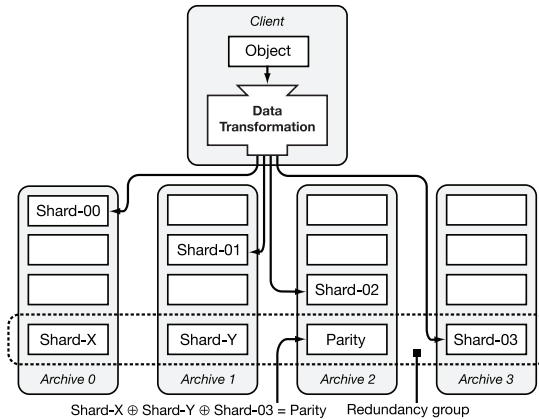 Client
Object
Data
Transformation
Shard-00
Shard-01
Shard-02
Shard-X
Shard-Y
Parity
Shard-03
Archive 0
Archive 1
Archive 2
Archive 3
Shard-X ⊕ Shard-Y ⊕ Shard-03 = Parity
Redundancy group